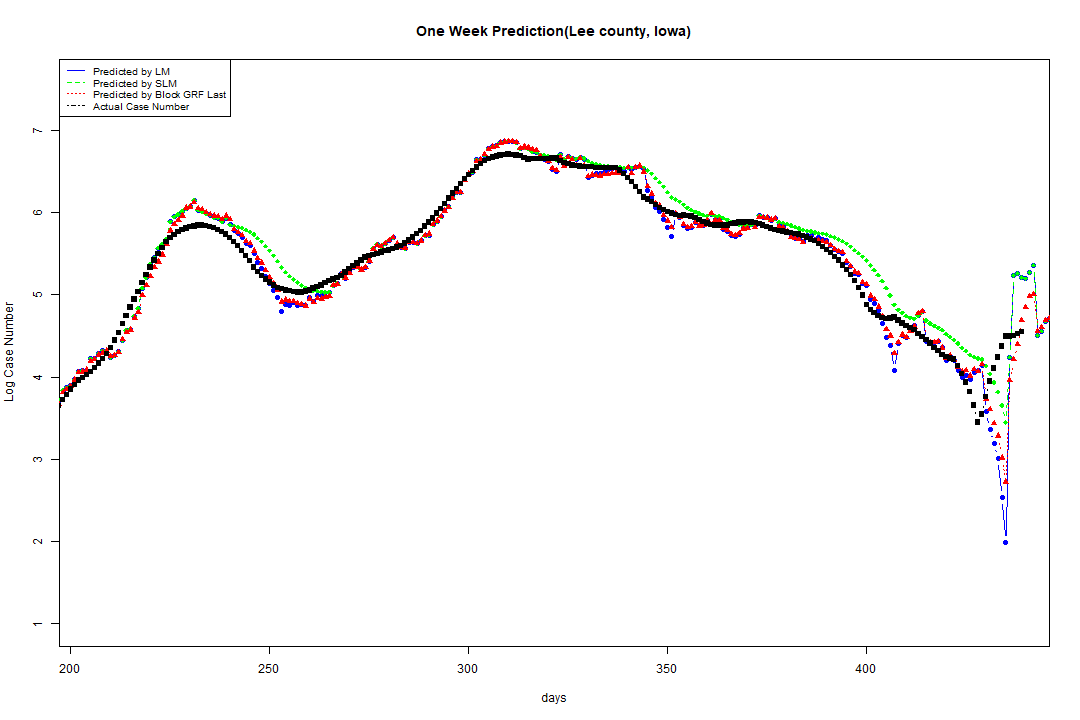 One Week Prediction(Lee county, Iowa)
Predicted by LM
Predicted by SLM
Predicted by Block GRF Last
Actual Case Number
7
6
5
4
3
2
1
Log Case Number
200 250 300 350 400
days